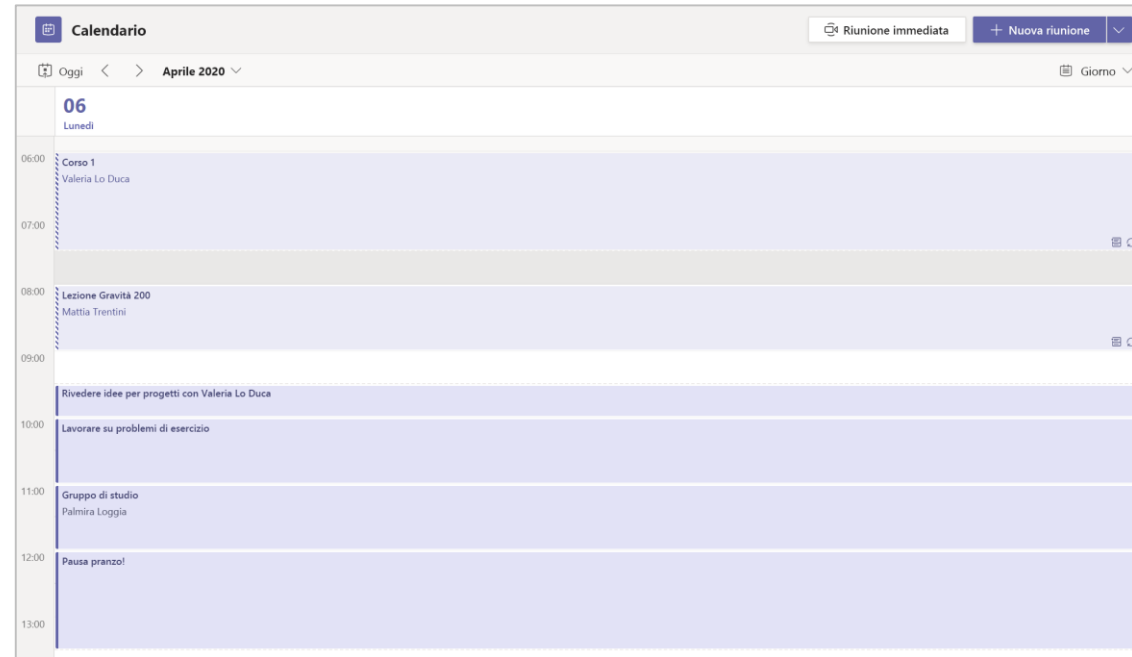 Calendario
Riunione immediata
+ Nuova riunione
Oggi
Aprile 2020
Giorno
06
Lunedì
06:00
Corso 1
Valeria Lo Duca
07:00
08:00
Lezione Gravità 200
Mattia Trentini
09:00
Rivedere idee per progetti con Valeria Lo Duca
10:00
Lavorare su problemi di esercizio
11:00
Gruppo di studio
Palmira Loggia
12:00
Pausa pranzo!
13:00